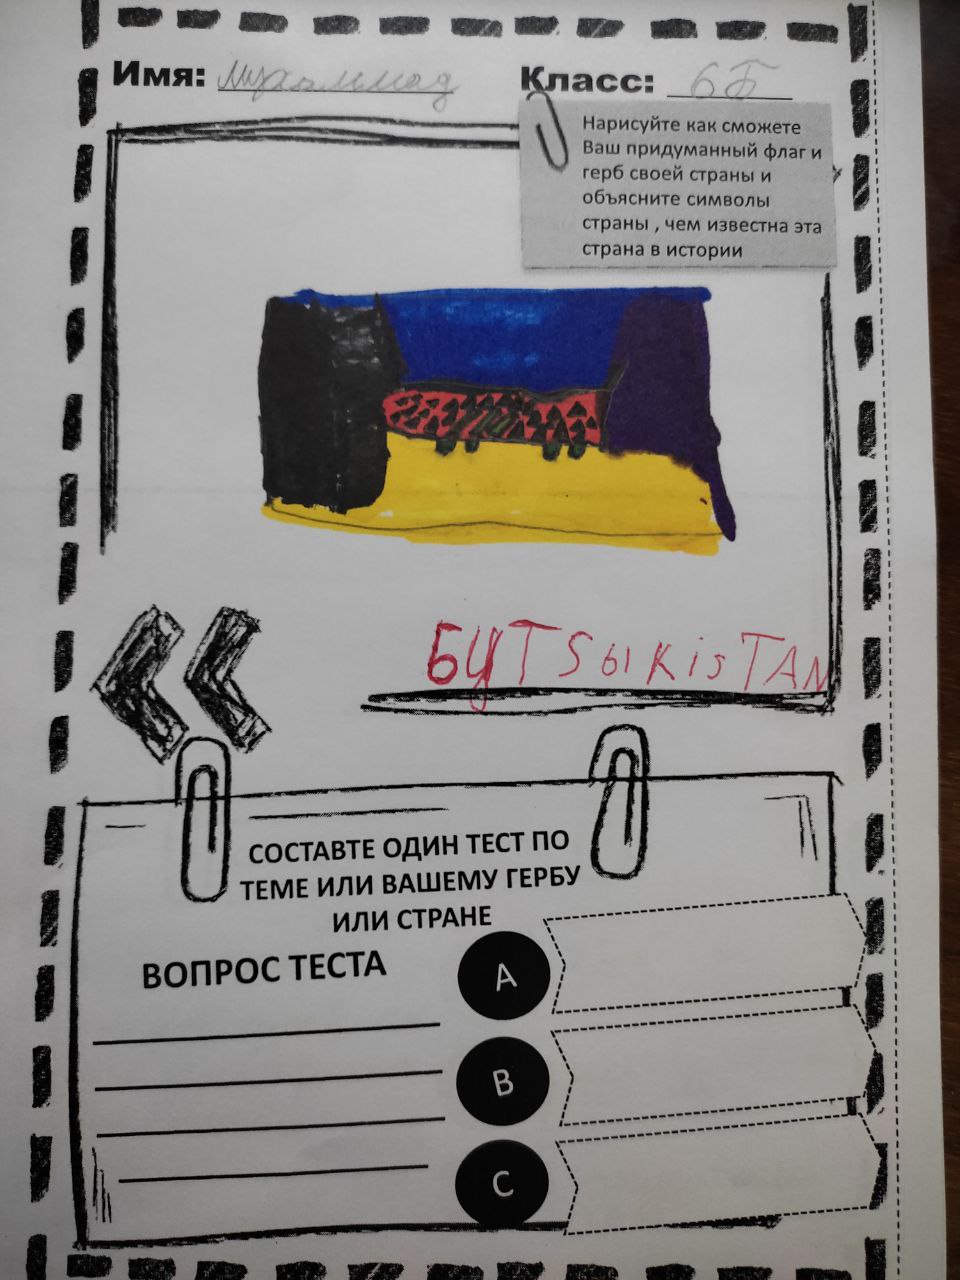 Имя: Мухаммад
Класс: 6Б
Нарисуйте как сможете
Ваш придуманный флаг и
герб своей страны и
объясните символы
страны , чем известна эта
страна в истории
БУТSЫKiSTAN
СОСТАВТЕ ОДИН ТЕСТ ПО
ТЕМЕ ИЛИ ВАШЕМУ ГЕРБУ
ИЛИ СТРАНЕ
ВОПРОС ТЕСТА
A
B
C